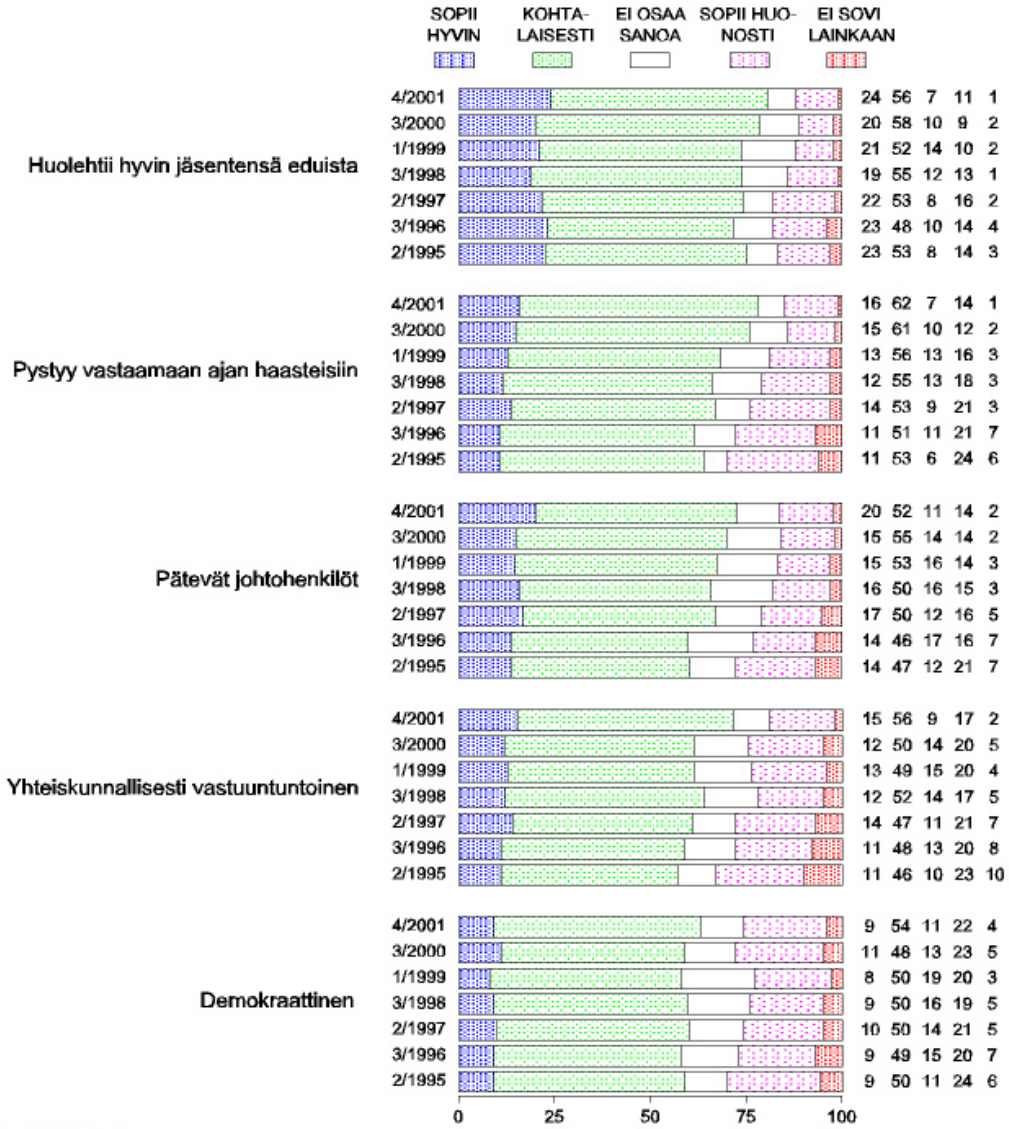 SOPII HYVIN KOHTA-LAISESTI EI OSAA SANOA SOPII HUO-NOSTI EI SOVI LAINKAAN
Huolehtii hyvin jäsentensä eduista
4/2001 24 56 7 11 1
3/2000 20 58 10 9 2
1/1999 21 52 14 10 2
3/1998 19 55 12 13 1
2/1997 22 53 8 16 2
3/1996 23 48 10 14 4
2/1995 23 53 8 14 3
Pystyy vastaamaan ajan haasteisiin
4/2001 16 62 7 14 1
3/2000 15 61 10 12 2
1/1999 13 56 13 16 3
3/1998 12 55 13 18 3
2/1997 14 53 9 21 3
3/1996 11 51 11 21 7
2/1995 11 53 6 24 6
Pätevät johtohenkilöt
4/2001 20 52 11 14 2
3/2000 15 55 14 14 2
1/1999 15 53 16 14 3
3/1998 16 50 16 15 3
2/1997 17 50 12 16 5
3/1996 14 46 17 16 7
2/1995 14 47 12 21 7
Yhteiskunnallisesti vastuuntuntoinen
4/2001 15 56 9 17 2
3/2000 12 50 14 20 5
1/1999 13 49 15 20 4
3/1998 12 52 14 17 5
2/1997 14 47 11 21 7
3/1996 11 48 13 20 8
2/1995 11 46 10 23 10
Demokraattinen
4/2001 9 54 11 22 4
3/2000 11 48 13 23 5
1/1999 8 50 19 20 3
3/1998 9 50 16 19 5
2/1997 10 50 14 21 5
3/1996 9 49 15 20 7
2/1995 9 50 11 24 6
0 25 50 75 100